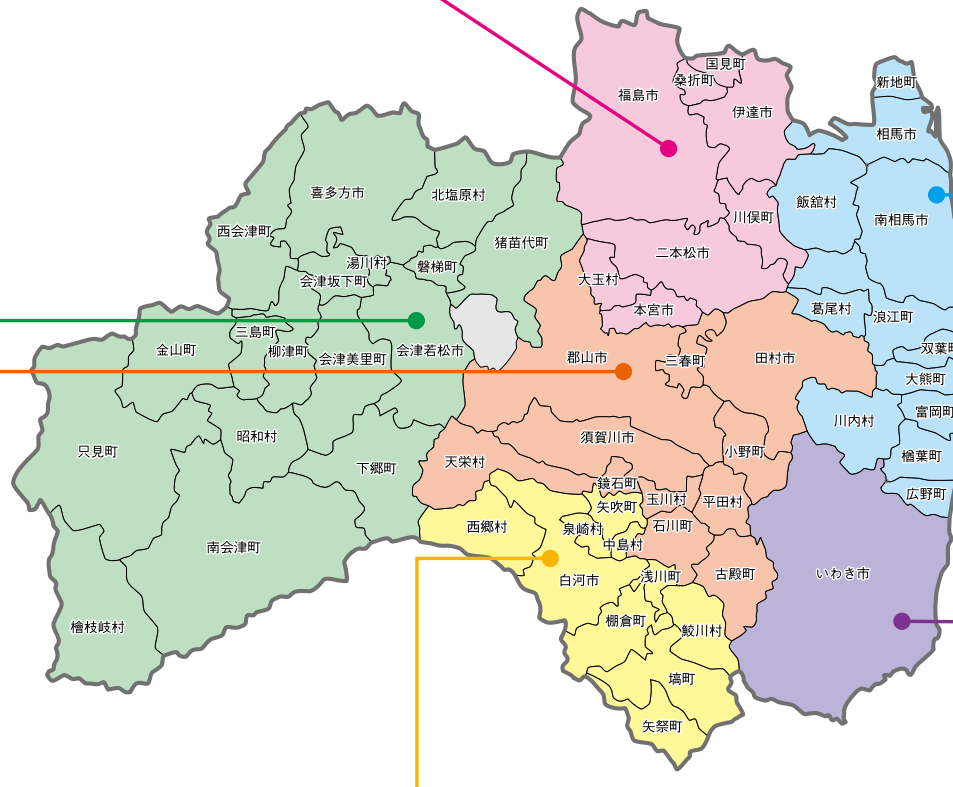 国見町
桑折町
福島市
伊達市
新地町
相馬市
喜多方市
北塩原村
飯舘村
南相馬市
川俣町
西会津町
猪苗代町
二本松市
湯川村
磐梯町
会津坂下町
大玉村
本宮市
葛尾村
浪江町
三島町
金山町
柳津町
会津美里町
会津若松市
郡山市
三春町
田村市
双葉町
大熊町
富岡町
川内村
昭和村
只見町
下郷町
須賀川市
小野町
楢葉町
天栄村
鏡石町
広野町
矢吹町
玉川村
平田村
西郷村
泉崎村
石川町
中島村
南会津町
白河市
浅川町
古殿町
いわき市
檜枝岐村
棚倉町
鮫川村
塙町
矢祭町